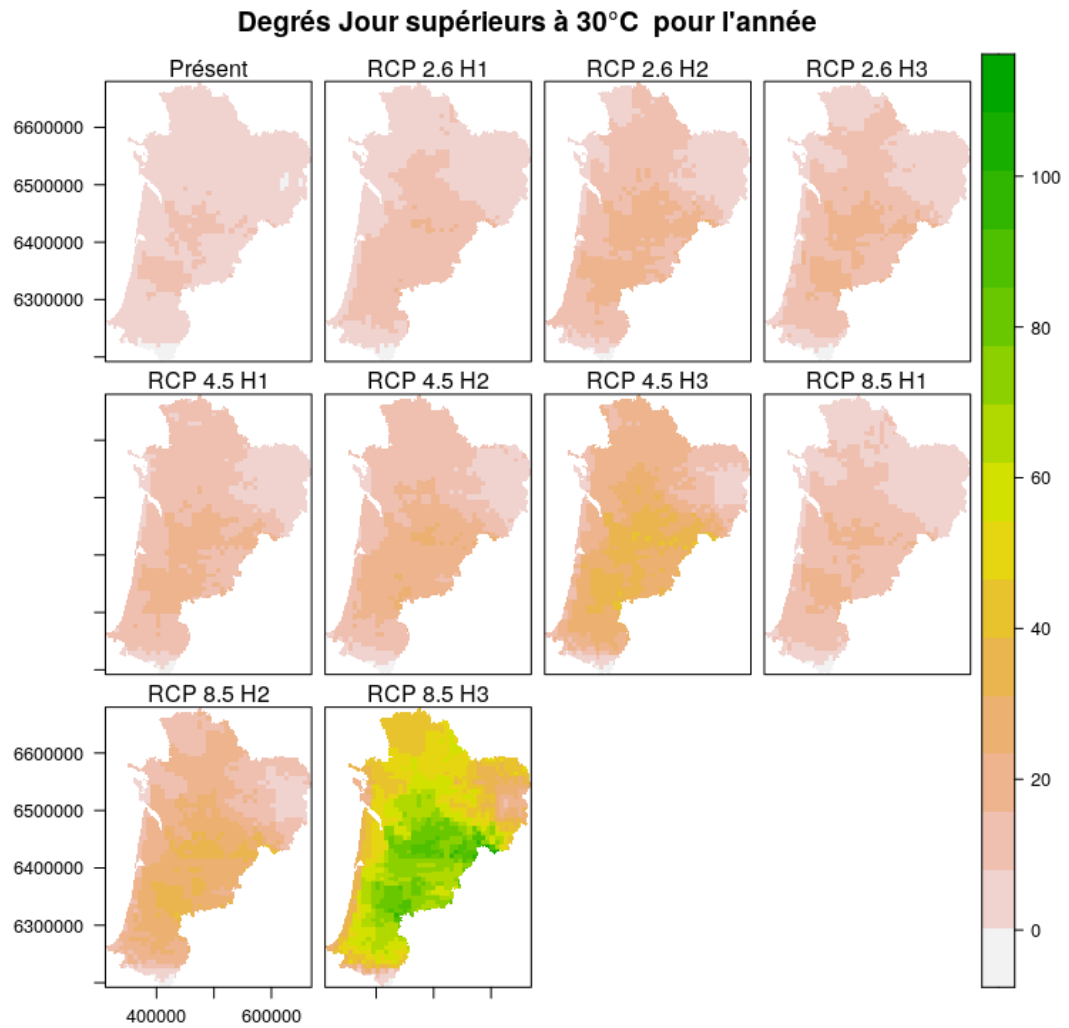 Degrés Jour supérieurs à 30°C pour l'année
Présent
RCP 2.6 H1
RCP 2.6 H2
RCP 2.6 H3
6600000
6500000
6400000
6300000
RCP 4.5 H1
RCP 4.5 H2
RCP 4.5 H3
RCP 8.5 H1
RCP 8.5 H2
RCP 8.5 H3
6600000
6500000
6400000
6300000
400000
600000
100
80
60
40
20
0